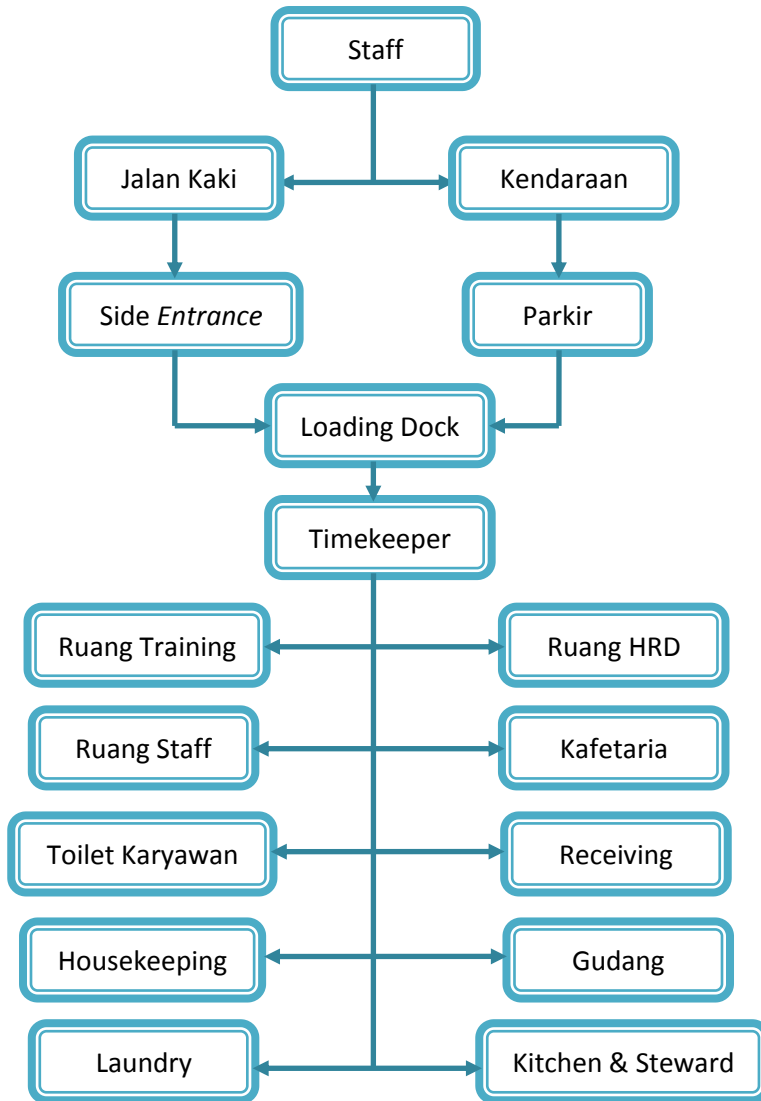 Staff
Jalan Kaki
Kendaraan
Side Entrance
Parkir
Loading Dock
Timekeeper
Ruang Training
Ruang HRD
Ruang Staff
Kafetaria
Toilet Karyawan
Receiving
Housekeeping
Gudang
Laundry
Kitchen & Steward